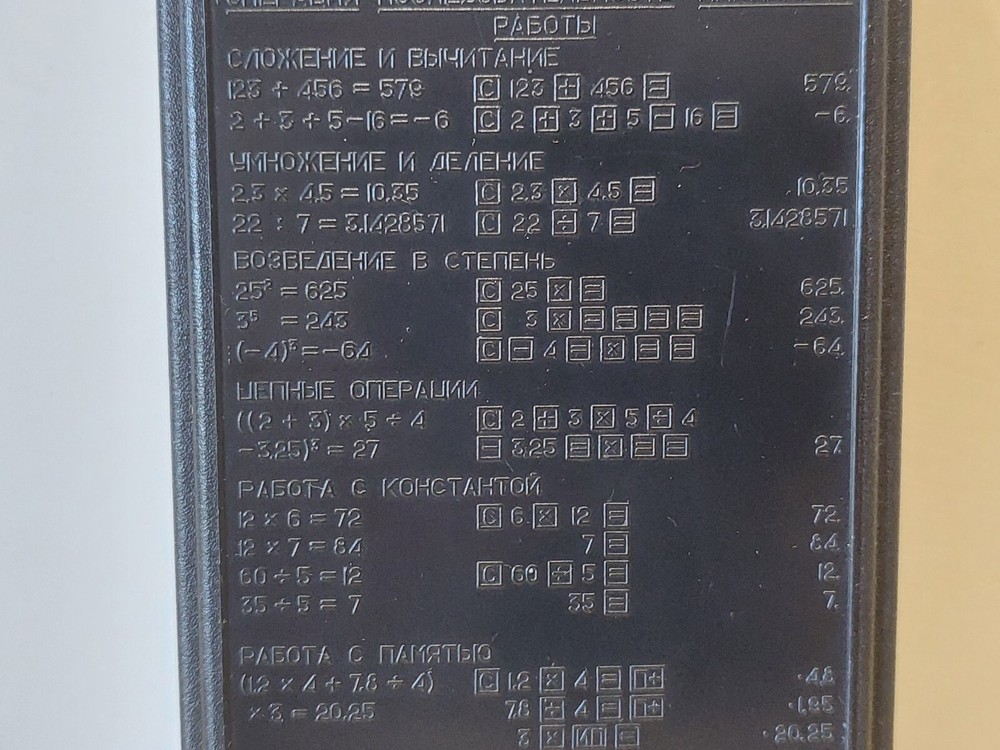 ОПЕРАЦИЯ ПОСЛЕДОВАТЕЛЬНОСТЬ
РАБОТЫ
СЛОЖЕНИЕ И ВЫЧИТАНИЕ
123 + 456 = 579 C 123 + 456 = 579.
2 + 3 + 5 - 16 = -6 C 2 + 3 + 5 - 16 = -6.
УМНОЖЕНИЕ И ДЕЛЕНИЕ
2.3 × 4.5 = 10.35 C 2.3 × 4.5 = 10.35
22 : 7 = 3.1428571 C 22 ÷ 7 = 3.1428571
ВОЗВЕДЕНИЕ В СТЕПЕНЬ
25² = 625 C 25 × = 625.
3⁵ = 243 C 3 × = = = = 243.
(-4)³ = -64 C - 4 = × = = -64.
ЦЕПНЫЕ ОПЕРАЦИИ
((2 + 3) × 5 ÷ 4 C 2 + 3 × 5 ÷ 4
-3.25)³ = 27 - 3.25 = × = = 27.
РАБОТА С КОНСТАНТОЙ
12 × 6 = 72 C 6 × 12 = 72.
12 × 7 = 84 7 = 84.
60 ÷ 5 = 12 C 60 ÷ 5 = 12.
35 ÷ 5 = 7 35 = 7.
РАБОТА С ПАМЯТЬЮ
(1.2 × 4 + 7.8 ÷ 4) C 1.2 × 4 = П+ 4.8
× 3 = 20.25 7.8 ÷ 4 = П+ 1.95
3 × ИП = 20.25